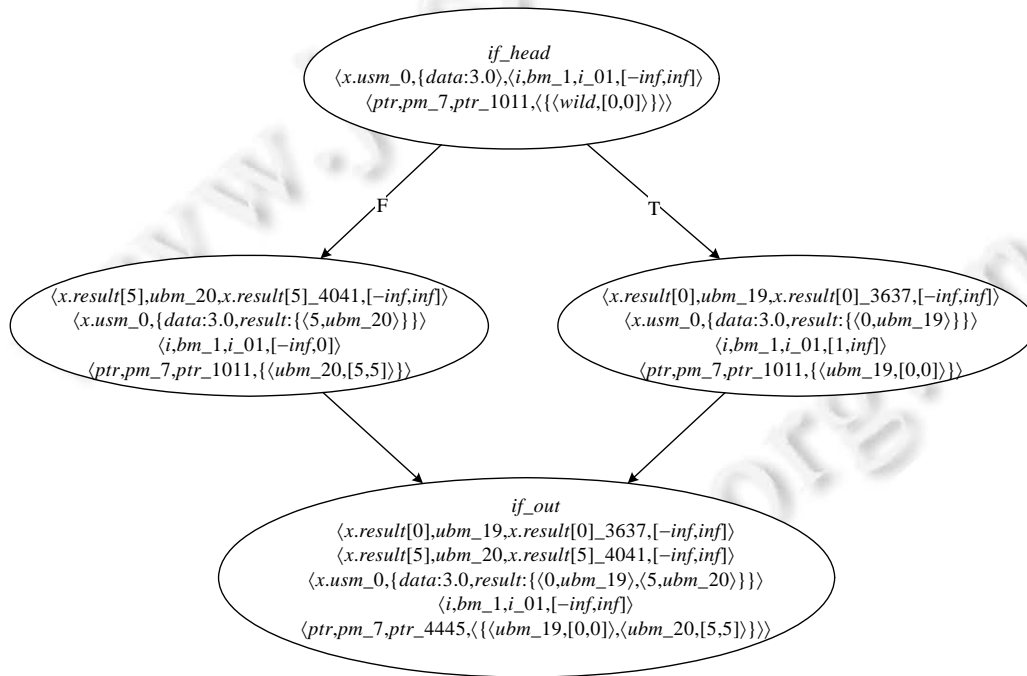 if_head
⟨x.usm_0,{data:3.0⟩,⟨i,bm_1,i_01,[−inf,inf]⟩
⟨ptr,pm_7,ptr_1011,⟨{⟨wild,[0,0]⟩}⟩⟩
F
T
⟨x.result[5],ubm_20,x.result[5]_4041,[−inf,inf]⟩
⟨x.usm_0,{data:3.0,result:{⟨5,ubm_20⟩}}⟩
⟨i,bm_1,i_01,[−inf,0]⟩
⟨ptr,pm_7,ptr_1011,{⟨ubm_20,[5,5]⟩}⟩
⟨x.result[0],ubm_19,x.result[0]_3637,[−inf,inf]⟩
⟨x.usm_0,{data:3.0,result:{⟨0,ubm_19⟩}}⟩
⟨i,bm_1,i_01,[1,inf]⟩
⟨ptr,pm_7,ptr_1011,{⟨ubm_19,[0,0]⟩}⟩
if_out
⟨x.result[0],ubm_19,x.result[0]_3637,[−inf,inf]⟩
⟨x.result[5],ubm_20,x.result[5]_4041,[−inf,inf]⟩
⟨x.usm_0,{data:3.0,result:{⟨0,ubm_19⟩,⟨5,ubm_20⟩}}⟩
⟨i,bm_1,i_01,[−inf,inf]⟩
⟨ptr,pm_7,ptr_4445,⟨{⟨ubm_19,[0,0]⟩,⟨ubm_20,[5,5]⟩}⟩⟩